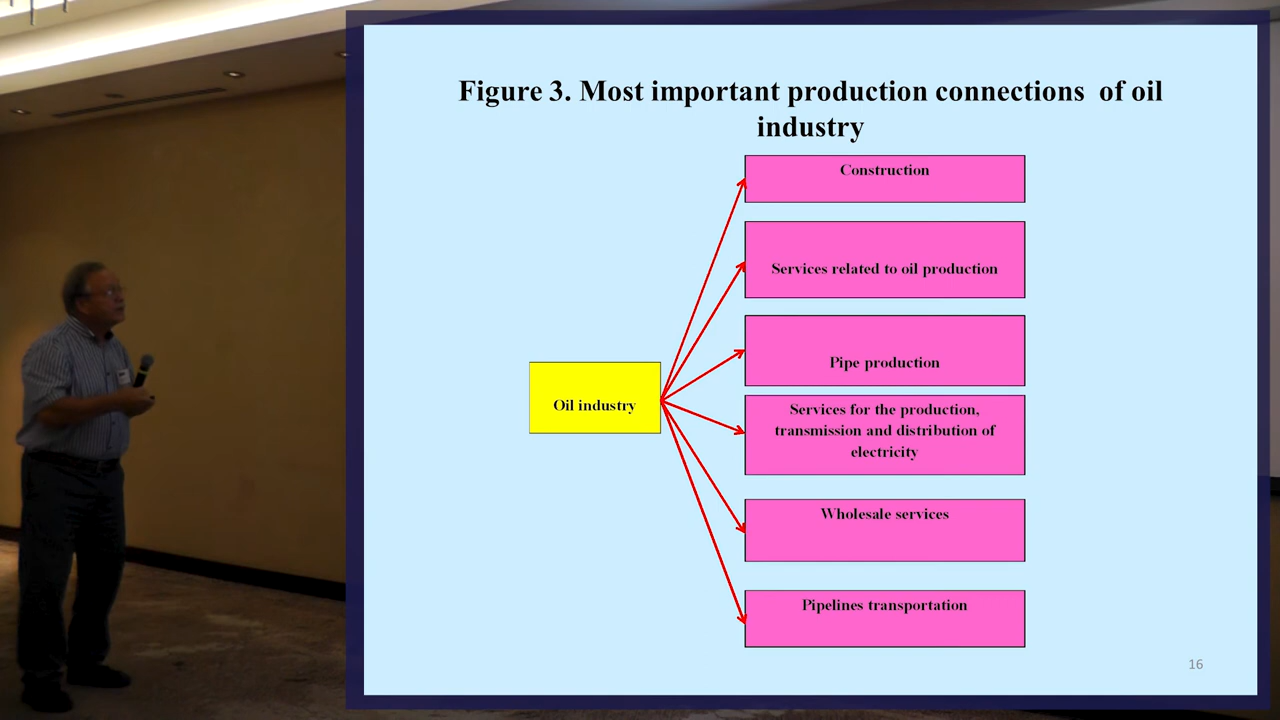 Figure 3. Most important production connections of oil
industry
Construction
Services related to oil production
Pipe production
Oil industry
Services for the production,
transmission and distribution of
electricity
Wholesale services
Pipelines transportation
16